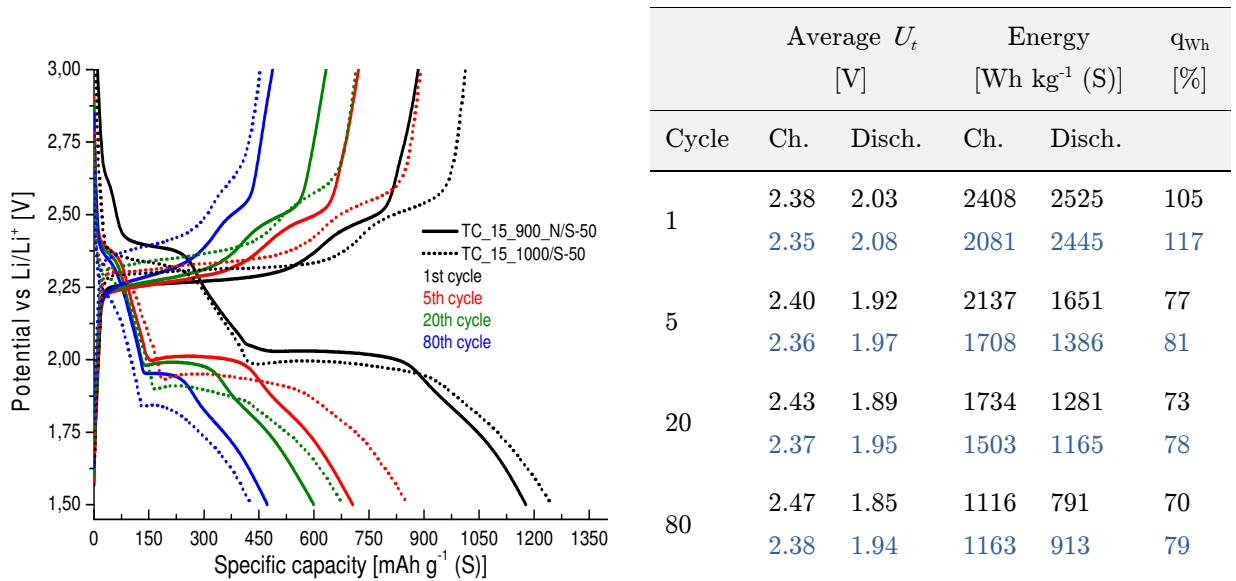 3,00
2,75
2,50
2,25
2,00
1,75
1,50
Potential vs Li/Li⁺ [V]
0 150 300 450 600 750 900 1050 1200 1350
Specific capacity [mAh g⁻¹ (S)]
TC_15_900_N/S-50
TC_15_1000/S-50
1st cycle
5th cycle
20th cycle
80th cycle
Average Uₜ Energy q_Wh
[V] [Wh kg⁻¹ (S)] [%]
Cycle Ch. Disch. Ch. Disch.
1 2.38 2.03 2408 2525 105
2.35 2.08 2081 2445 117
5 2.40 1.92 2137 1651 77
2.36 1.97 1708 1386 81
20 2.43 1.89 1734 1281 73
2.37 1.95 1503 1165 78
80 2.47 1.85 1116 791 70
2.38 1.94 1163 913 79